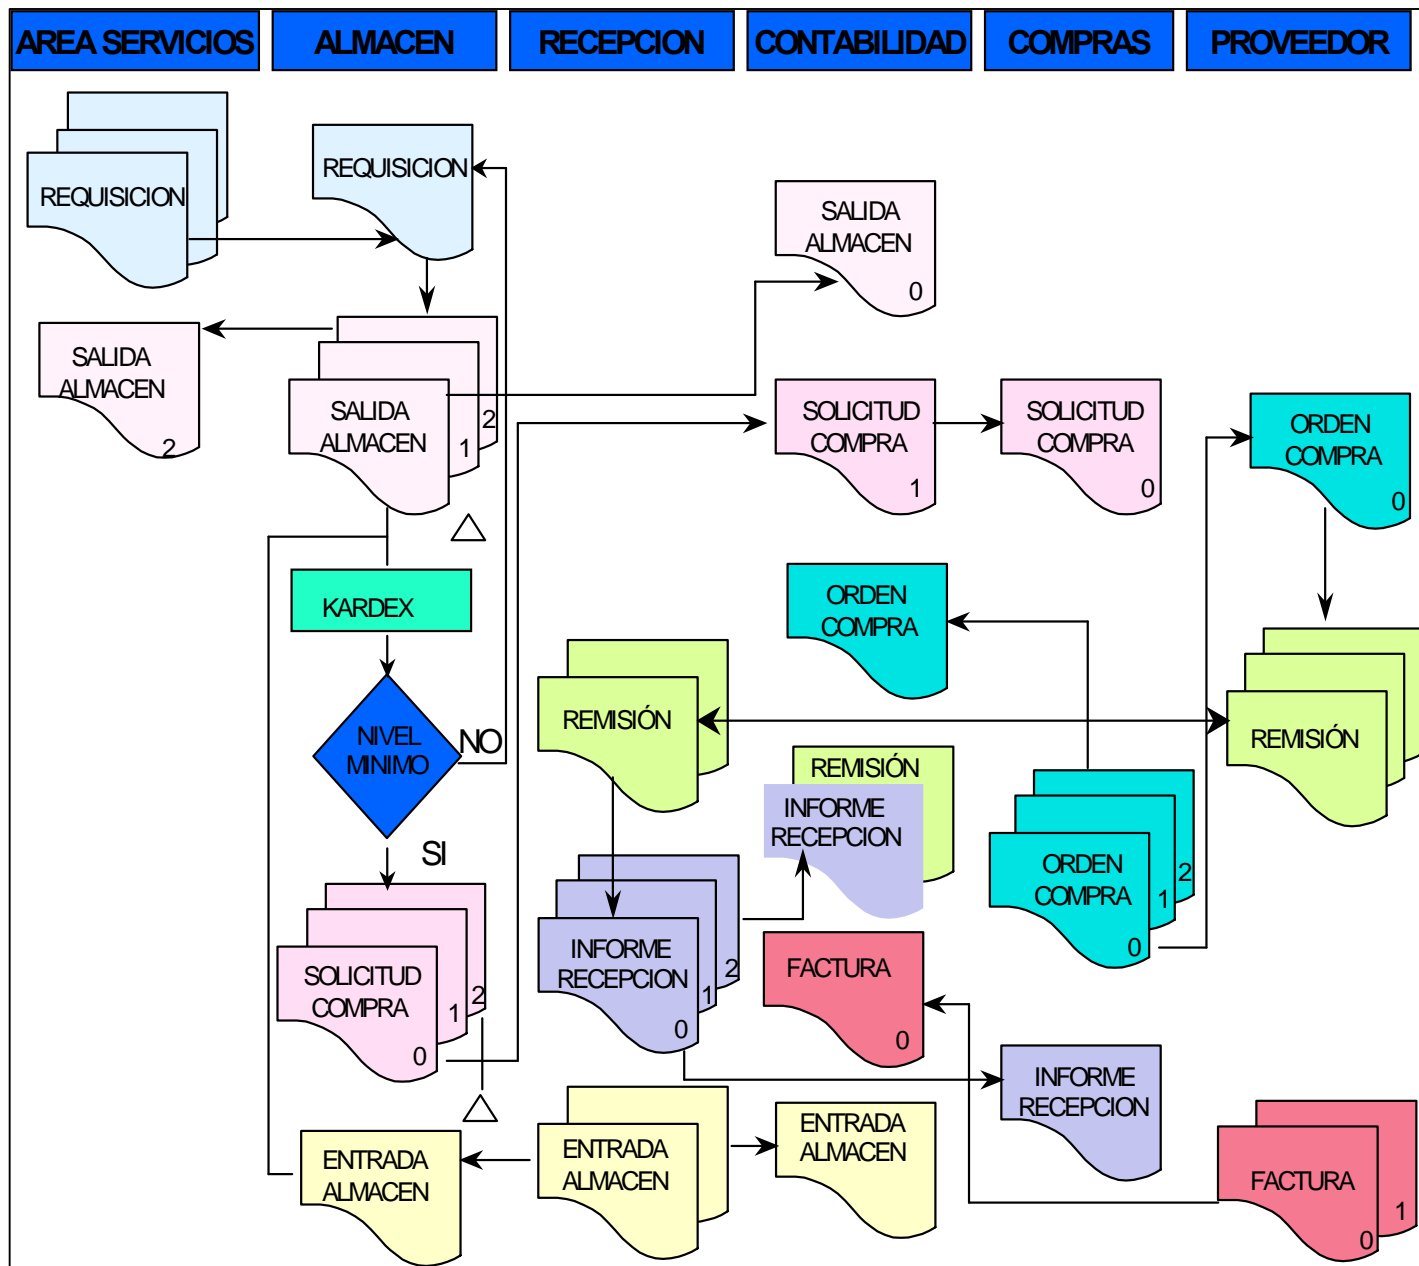 AREA SERVICIOS
ALMACEN
RECEPCION
CONTABILIDAD
COMPRAS
PROVEEDOR
REQUISICION
REQUISICION
SALIDA
ALMACEN
0
SALIDA
ALMACEN
2
SALIDA
ALMACEN
1
2
SOLICITUD
COMPRA
1
SOLICITUD
COMPRA
0
ORDEN
COMPRA
0
KARDEX
ORDEN
COMPRA
NIVEL
MINIMO
NO
SI
REMISIÓN
REMISIÓN
REMISIÓN
INFORME
RECEPCION
ORDEN
COMPRA
0
1
2
SOLICITUD
COMPRA
0
1
2
INFORME
RECEPCION
0
1
2
FACTURA
0
INFORME
RECEPCION
ENTRADA
ALMACEN
ENTRADA
ALMACEN
ENTRADA
ALMACEN
FACTURA
0
1